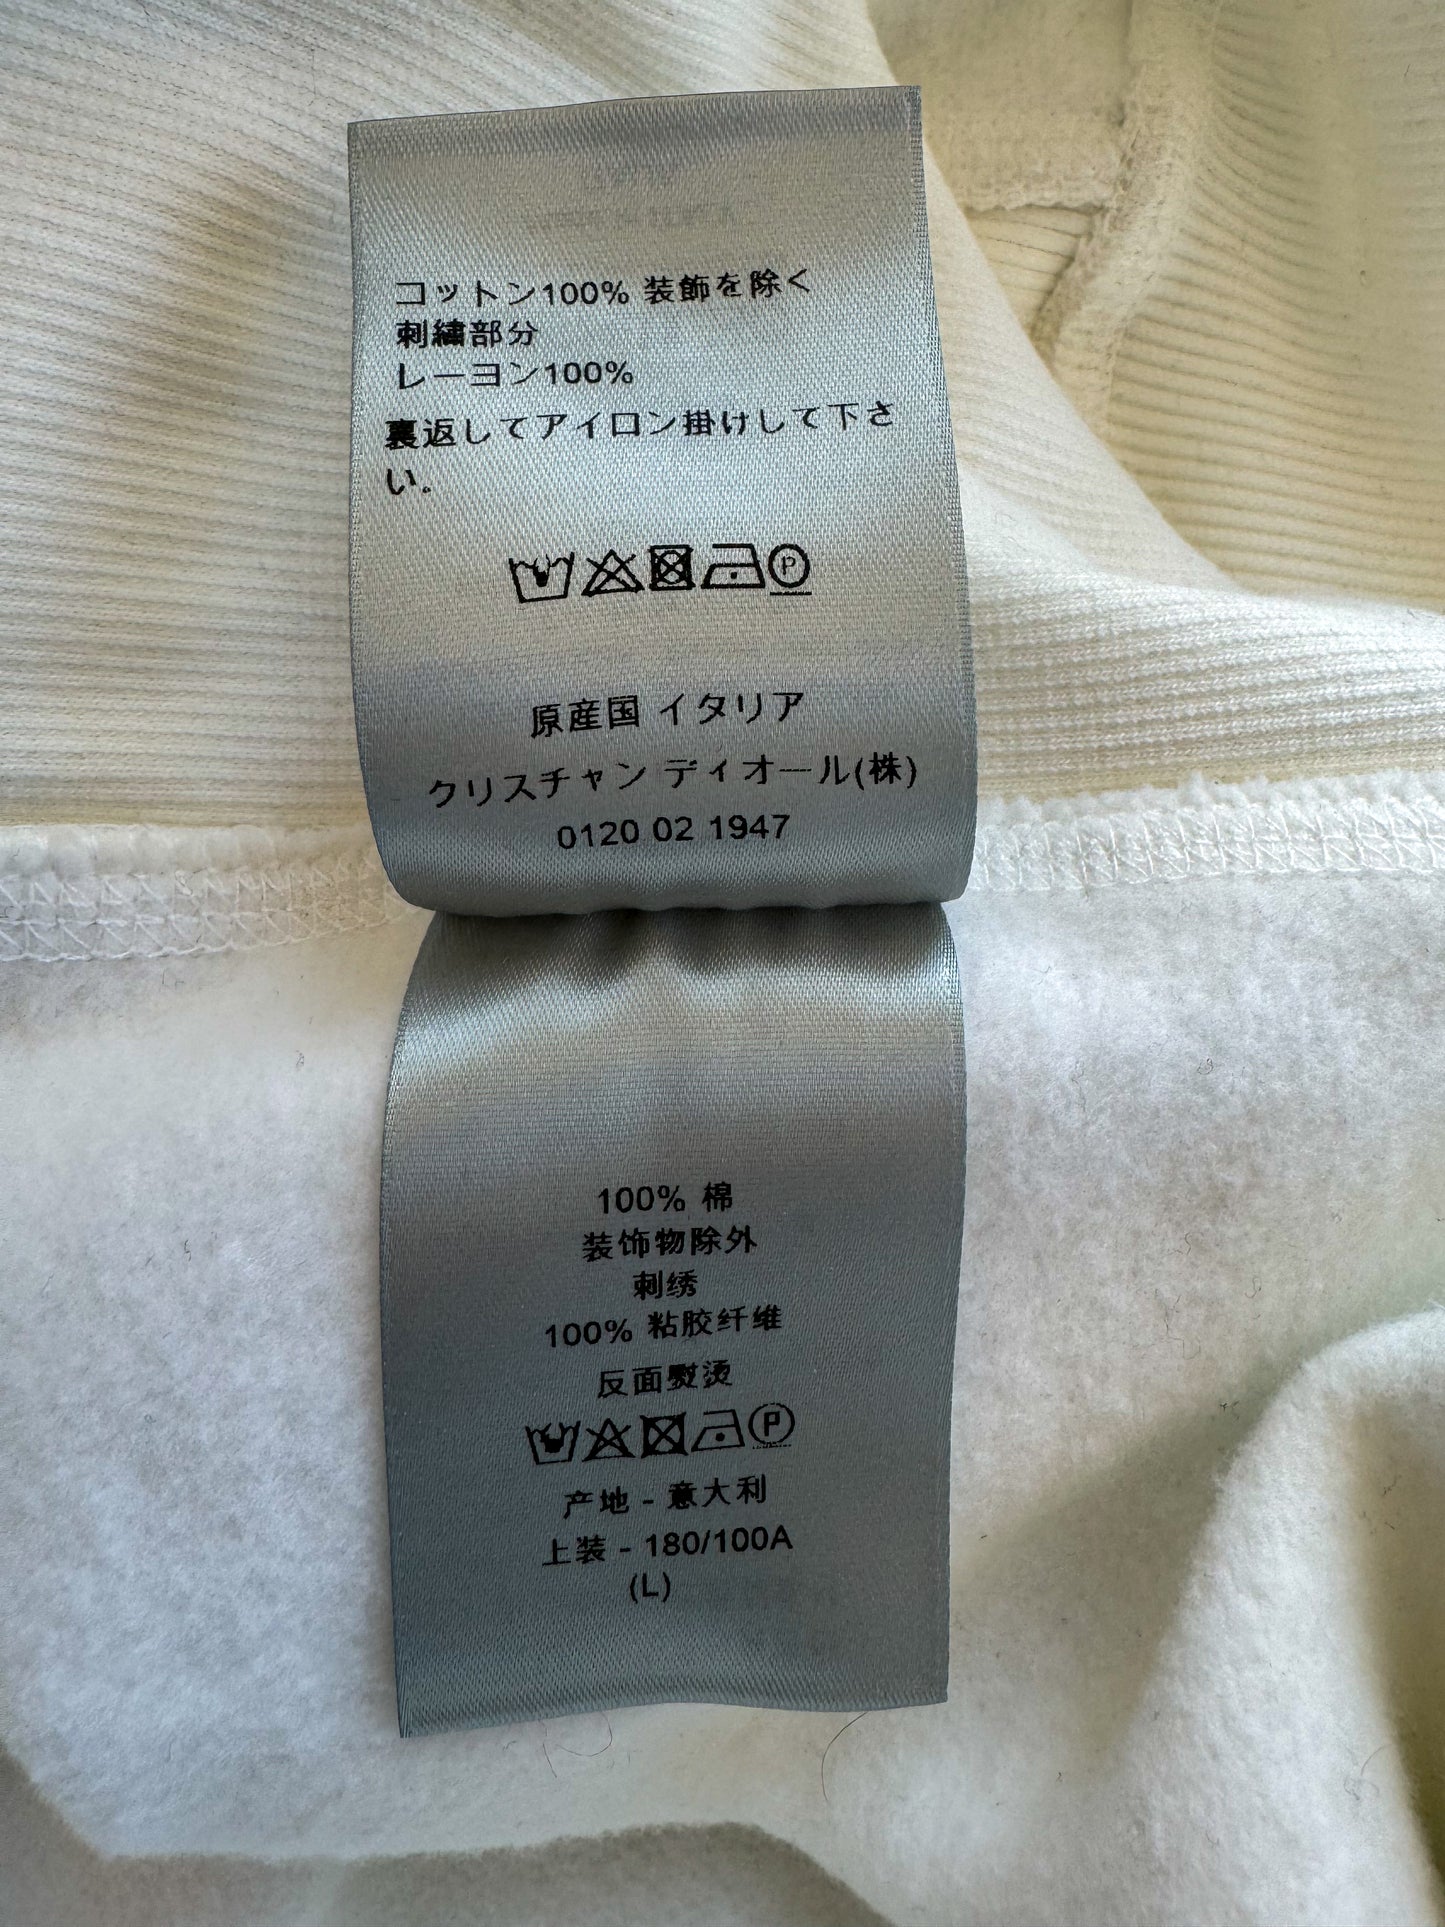 コットン100% 装飾を除く
刺繍部分
レーヨン100%
裏返してアイロン掛けして下さ
い。
P
原産国 イタリア
クリスチャン ディオール(株)
0120 02 1947
100% 棉
装饰物除外
刺绣
100% 粘胶纤维
反面熨烫
P
产地 - 意大利
上装 - 180/100A
(L)